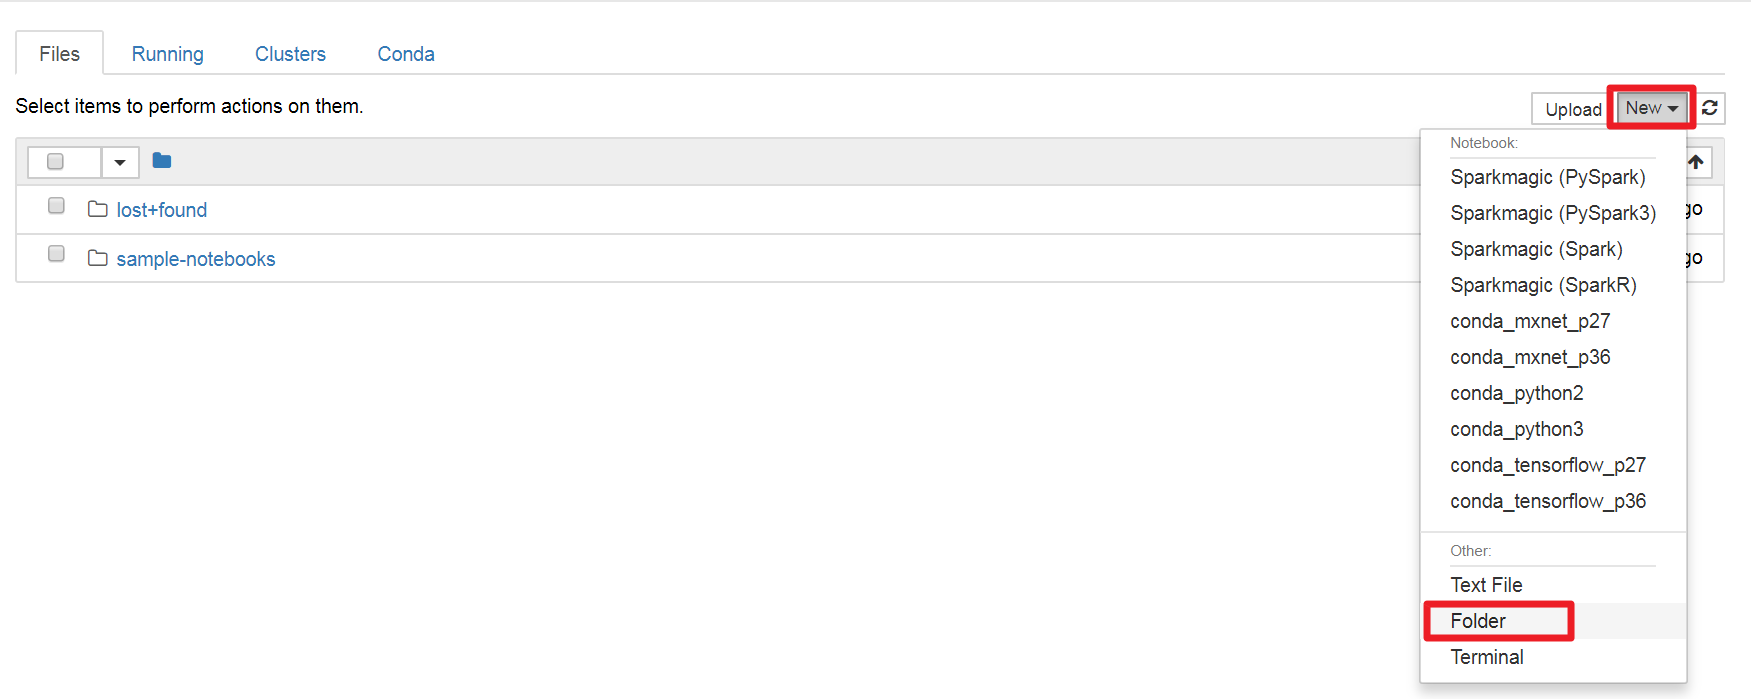 Files Running Clusters Conda
Select items to perform actions on them.
Upload New
Notebook:
Sparkmagic (PySpark)
lost+found
go
Sparkmagic (PySpark3)
Sparkmagic (Spark)
sample-notebooks
go
Sparkmagic (SparkR)
conda_mxnet_p27
conda_mxnet_p36
conda_python2
conda_python3
conda_tensorflow_p27
conda_tensorflow_p36
Other:
Text File
Folder
Terminal